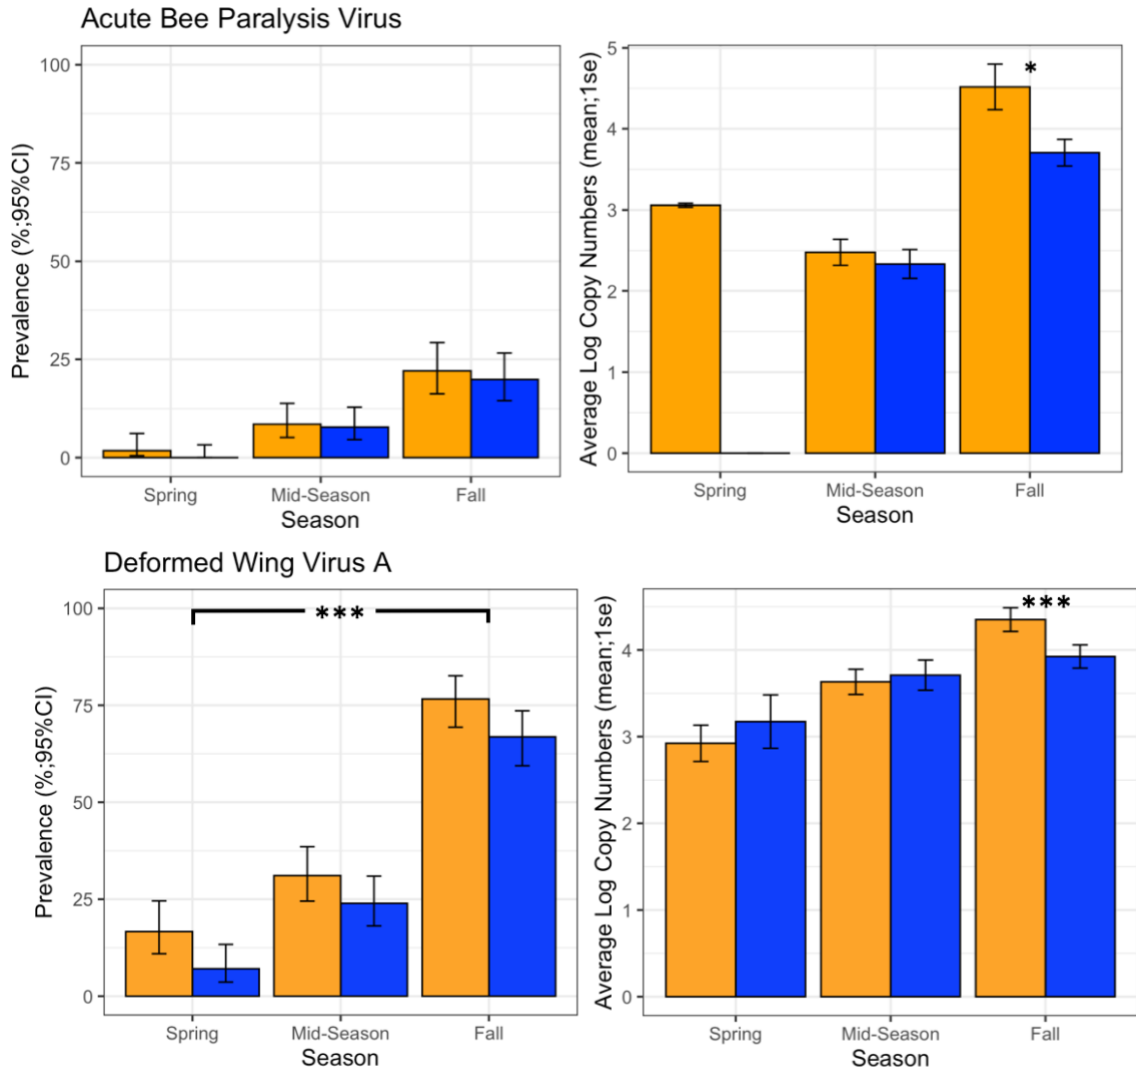 Acute Bee Paralysis Virus
Prevalence (%;95%CI)
100
75
50
25
0
Spring Mid-Season Fall
Season
Average Log Copy Numbers (mean;1se)
5
4
3
2
1
0
*
Spring Mid-Season Fall
Season
Deformed Wing Virus A
Prevalence (%;95%CI)
100
75
50
25
0
***
Spring Mid-Season Fall
Season
Average Log Copy Numbers (mean;1se)
4
3
2
1
0
***
Spring Mid-Season Fall
Season